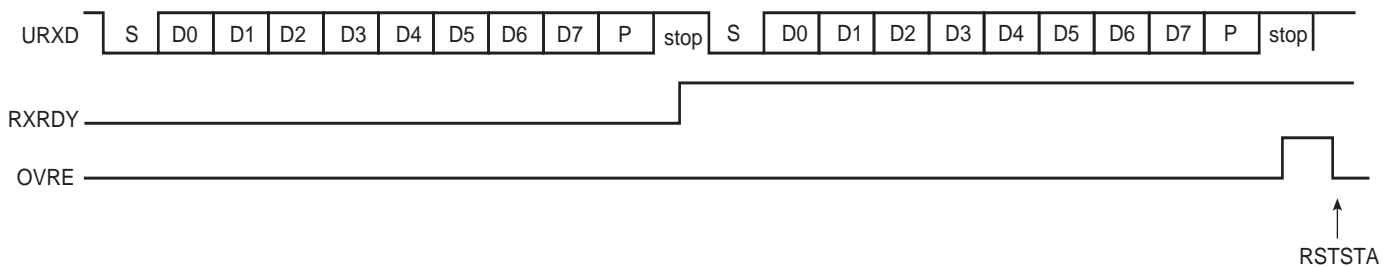 URXD S D0 D1 D2 D3 D4 D5 D6 D7 P stop S D0 D1 D2 D3 D4 D5 D6 D7 P stop
RXRDY
OVRE
RSTSTA